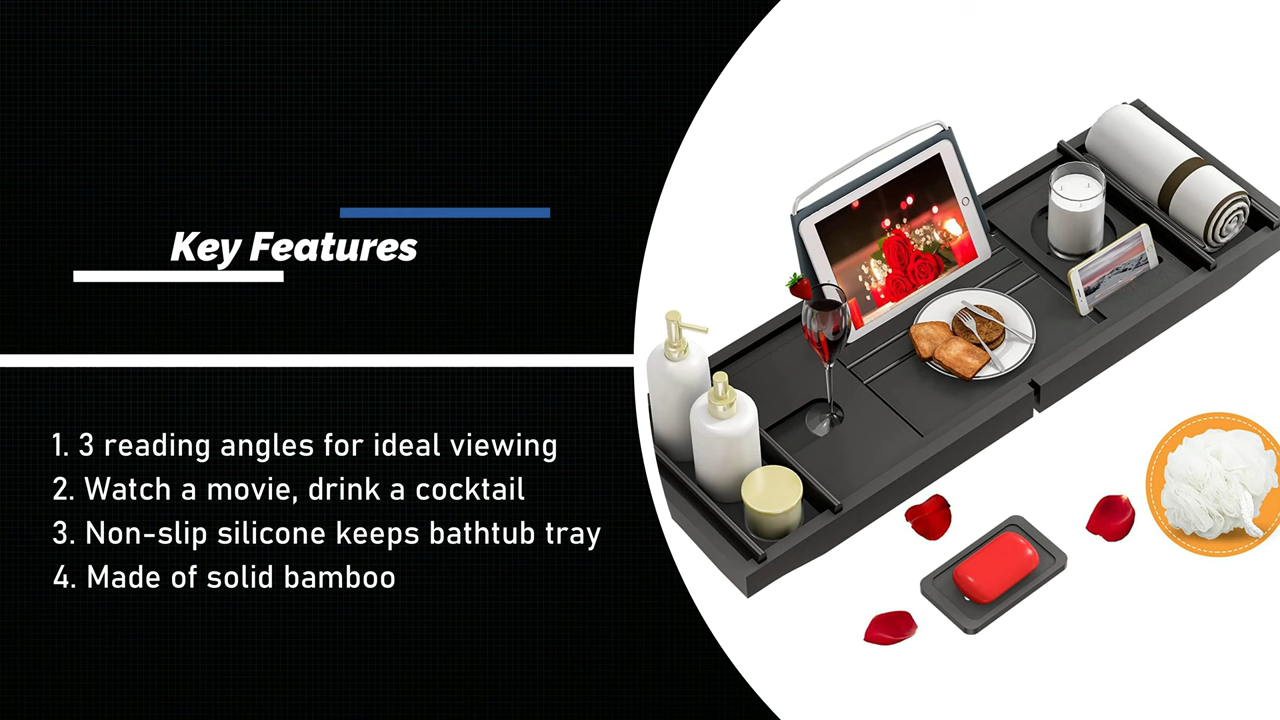 Key Features
1. 3 reading angles for ideal viewing
2. Watch a movie, drink a cocktail
3. Non-slip silicone keeps bathtub tray
4. Made of solid bamboo